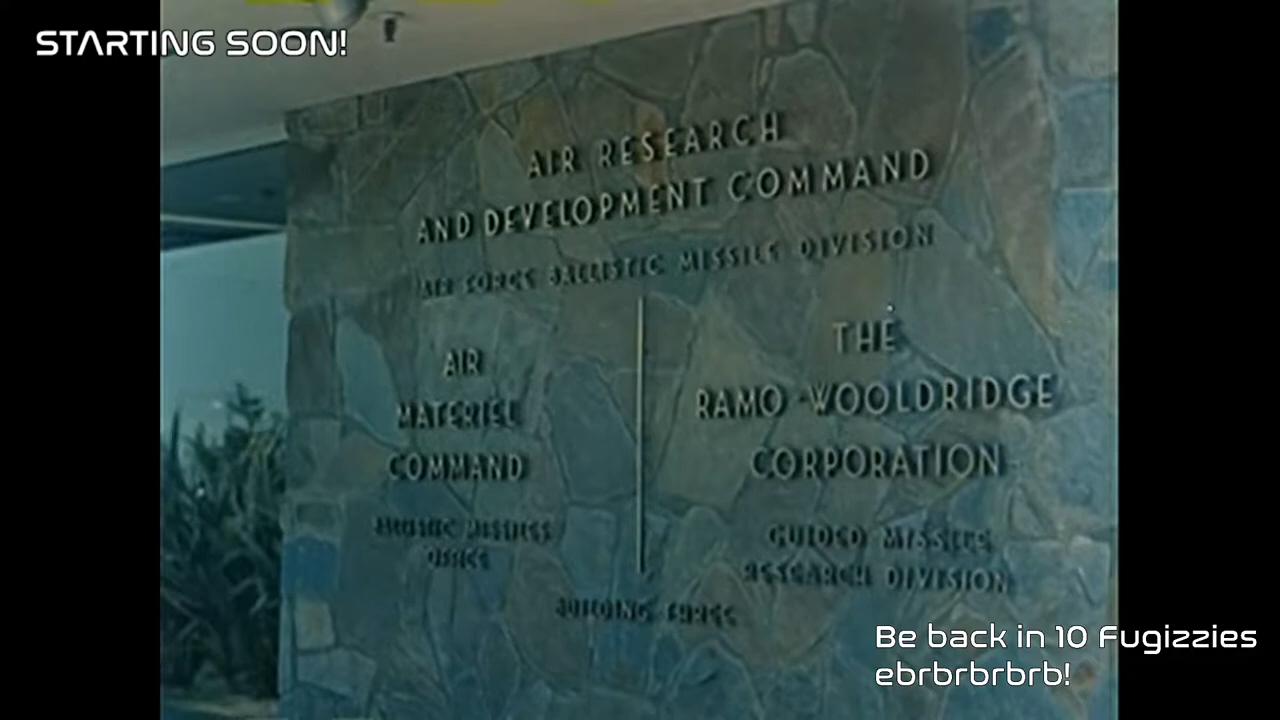 STARTING SOON!
AIR RESEARCH
AND DEVELOPMENT COMMAND
AIR FORCE BALLISTIC MISSILE DIVISION
AIR
MATERIEL
COMMAND
BALLISTIC MISSILES
OFFICE
THE
RAMO-WOOLDRIDGE
CORPORATION
GUIDED MISSILE
RESEARCH DIVISION
BUILDING THREE
Be back in 10 Fugizzies
ebrbrbrbrb!